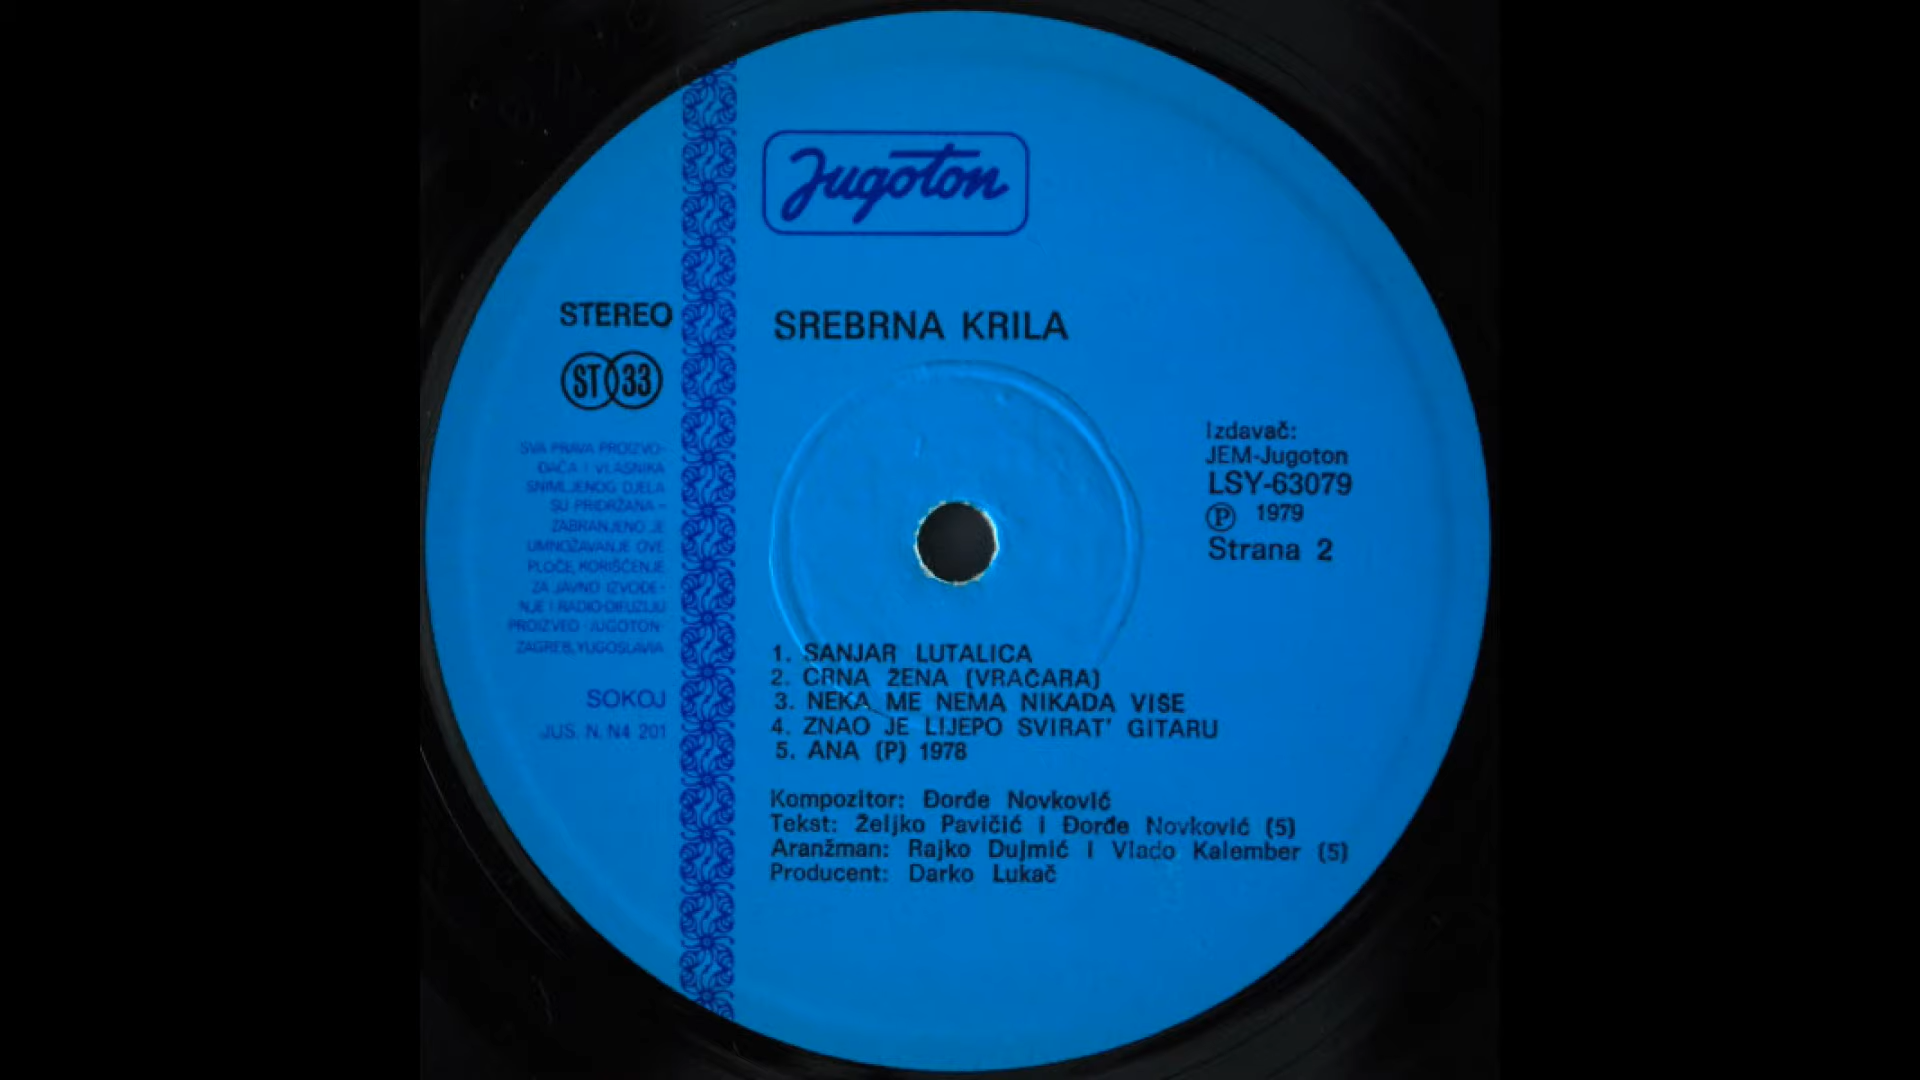 Jugoton
STEREO
ST 33
SREBRNA KRILA
SVA PRAVA PROIZVO-
ĐAČA I VLASNIKA
SNIMLJENOG DJELA
SU PRIDRŽANA -
ZABRANJENO JE
UMNOŽAVANJE OVE
PLOČE, KORIŠĆENJE
ZA JAVNO IZVOĐE-
NJE I RADIO-DIFUZIJU
PROIZVEO JUGOTON
ZAGREB, YUGOSLAVIA
SOKOJ
JUS. N. N4 201
Izdavač:
JEM-Jugoton
LSY-63079
Ⓟ 1979
Strana 2
1. SANJAR LUTALICA
2. CRNA ŽENA (VRAČARA)
3. NEKA ME NEMA NIKADA VIŠE
4. ZNAO JE LIJEPO SVIRAT' GITARU
5. ANA (P) 1978
Kompozitor: Đorđe Novković
Tekst: Željko Pavičić i Đorđe Novković (5)
Aranžman: Rajko Dujmić i Vlado Kalember (5)
Producent: Darko Lukač